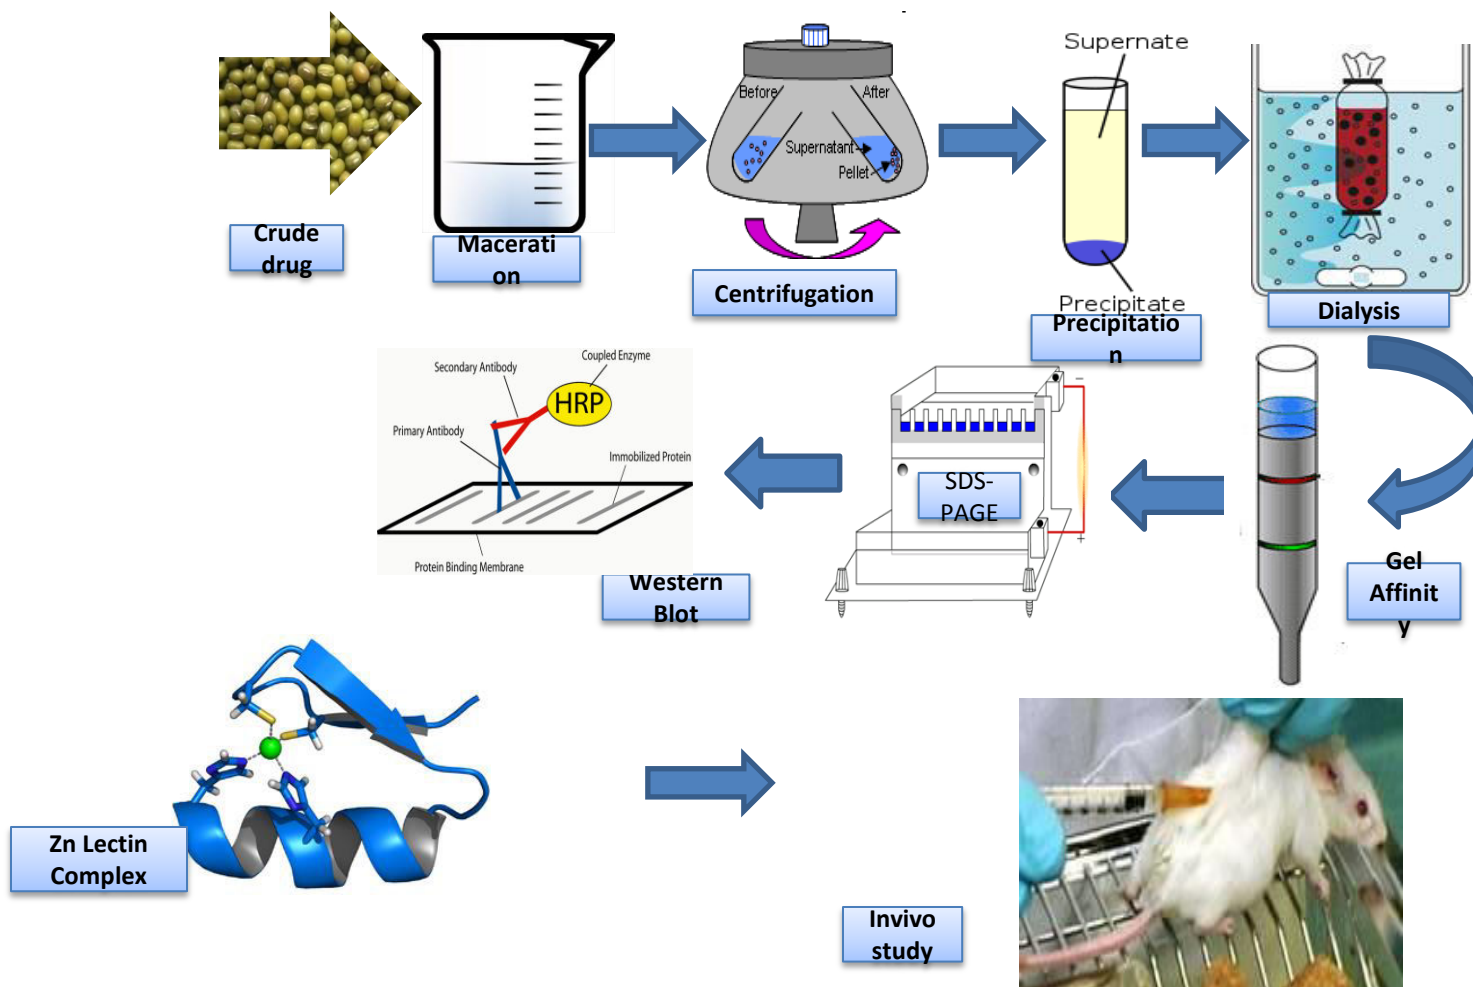 Supernate
Before
After
Supernatant
Pellet
Crude
drug
Macerati
on
Centrifugation
Precipitate
Precipitatio
n
Dialysis
Coupled Enzyme
Secondary Antibody
HRP
Primary Antibody
Immobilized Protein
Protein Binding Membrane
Western
Blot
−
SDS-
PAGE
+
Gel
Affinit
y
Zn Lectin
Complex
Invivo
study